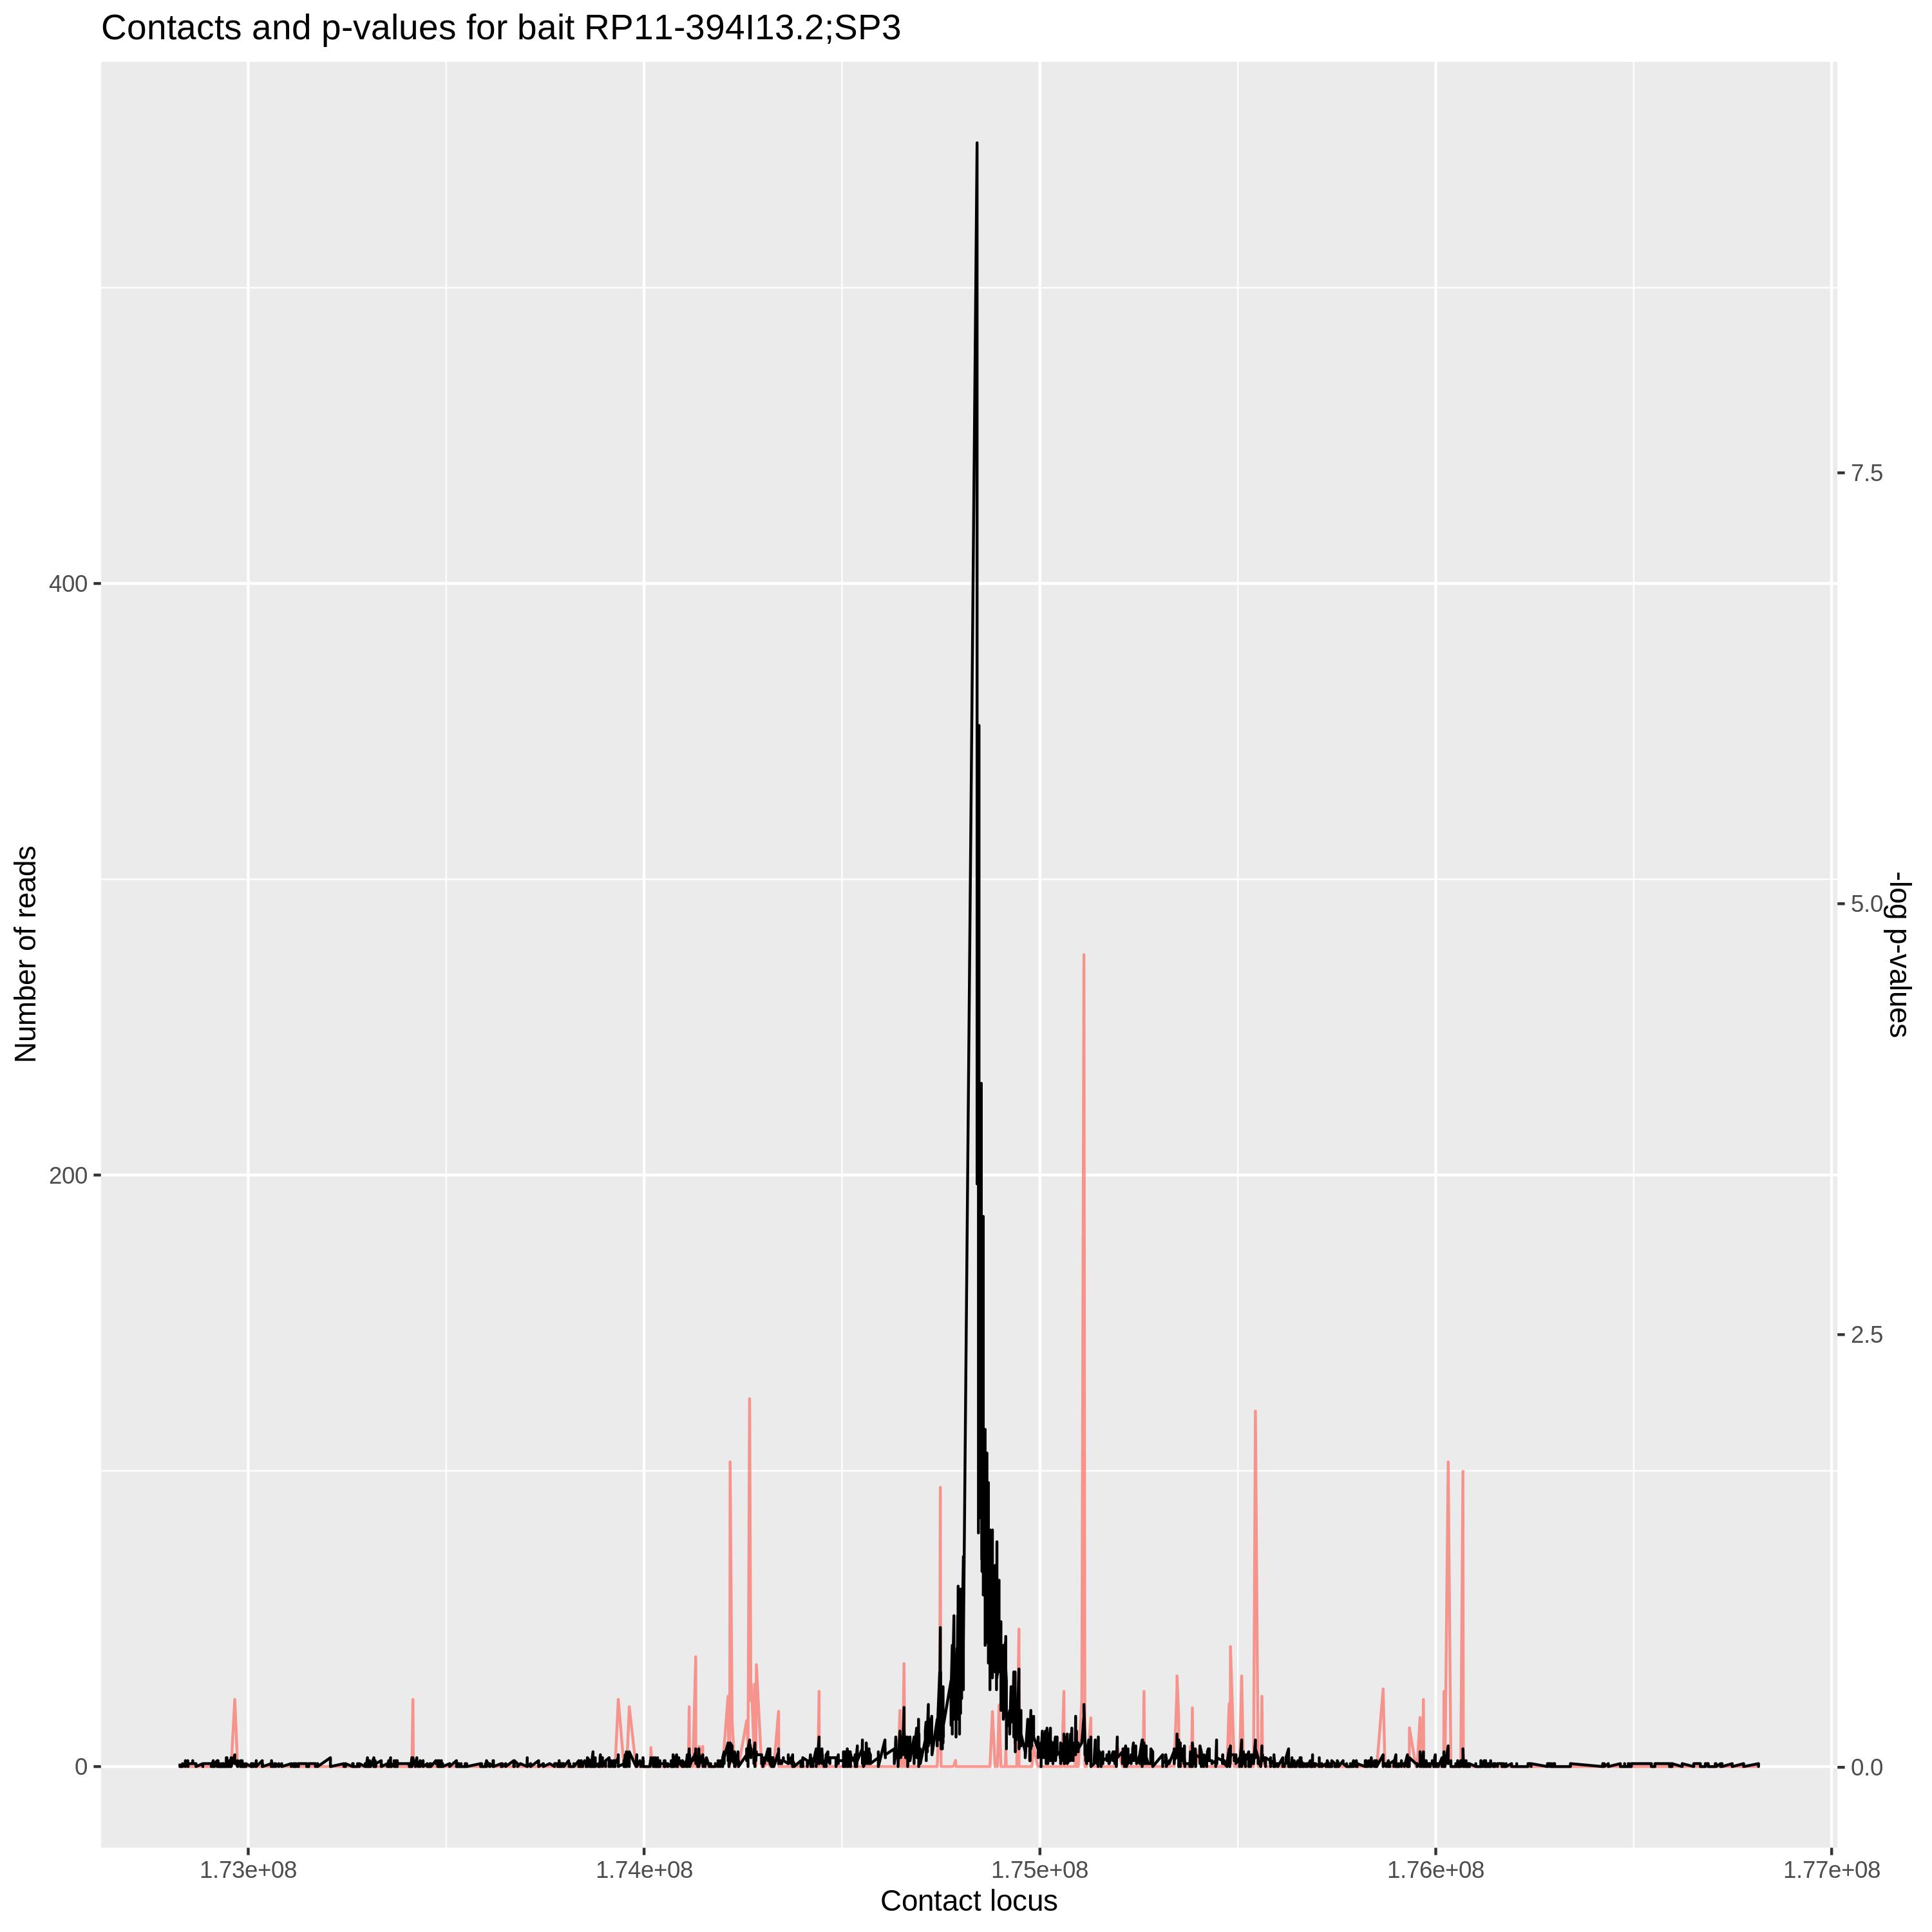 Contacts and p-values for bait RP11-394I13.2;SP3
Number of reads
400
200
0
7.5
5.0
2.5
0.0
-log p-values
1.73e+08
1.74e+08
1.75e+08
1.76e+08
1.77e+08
Contact locus